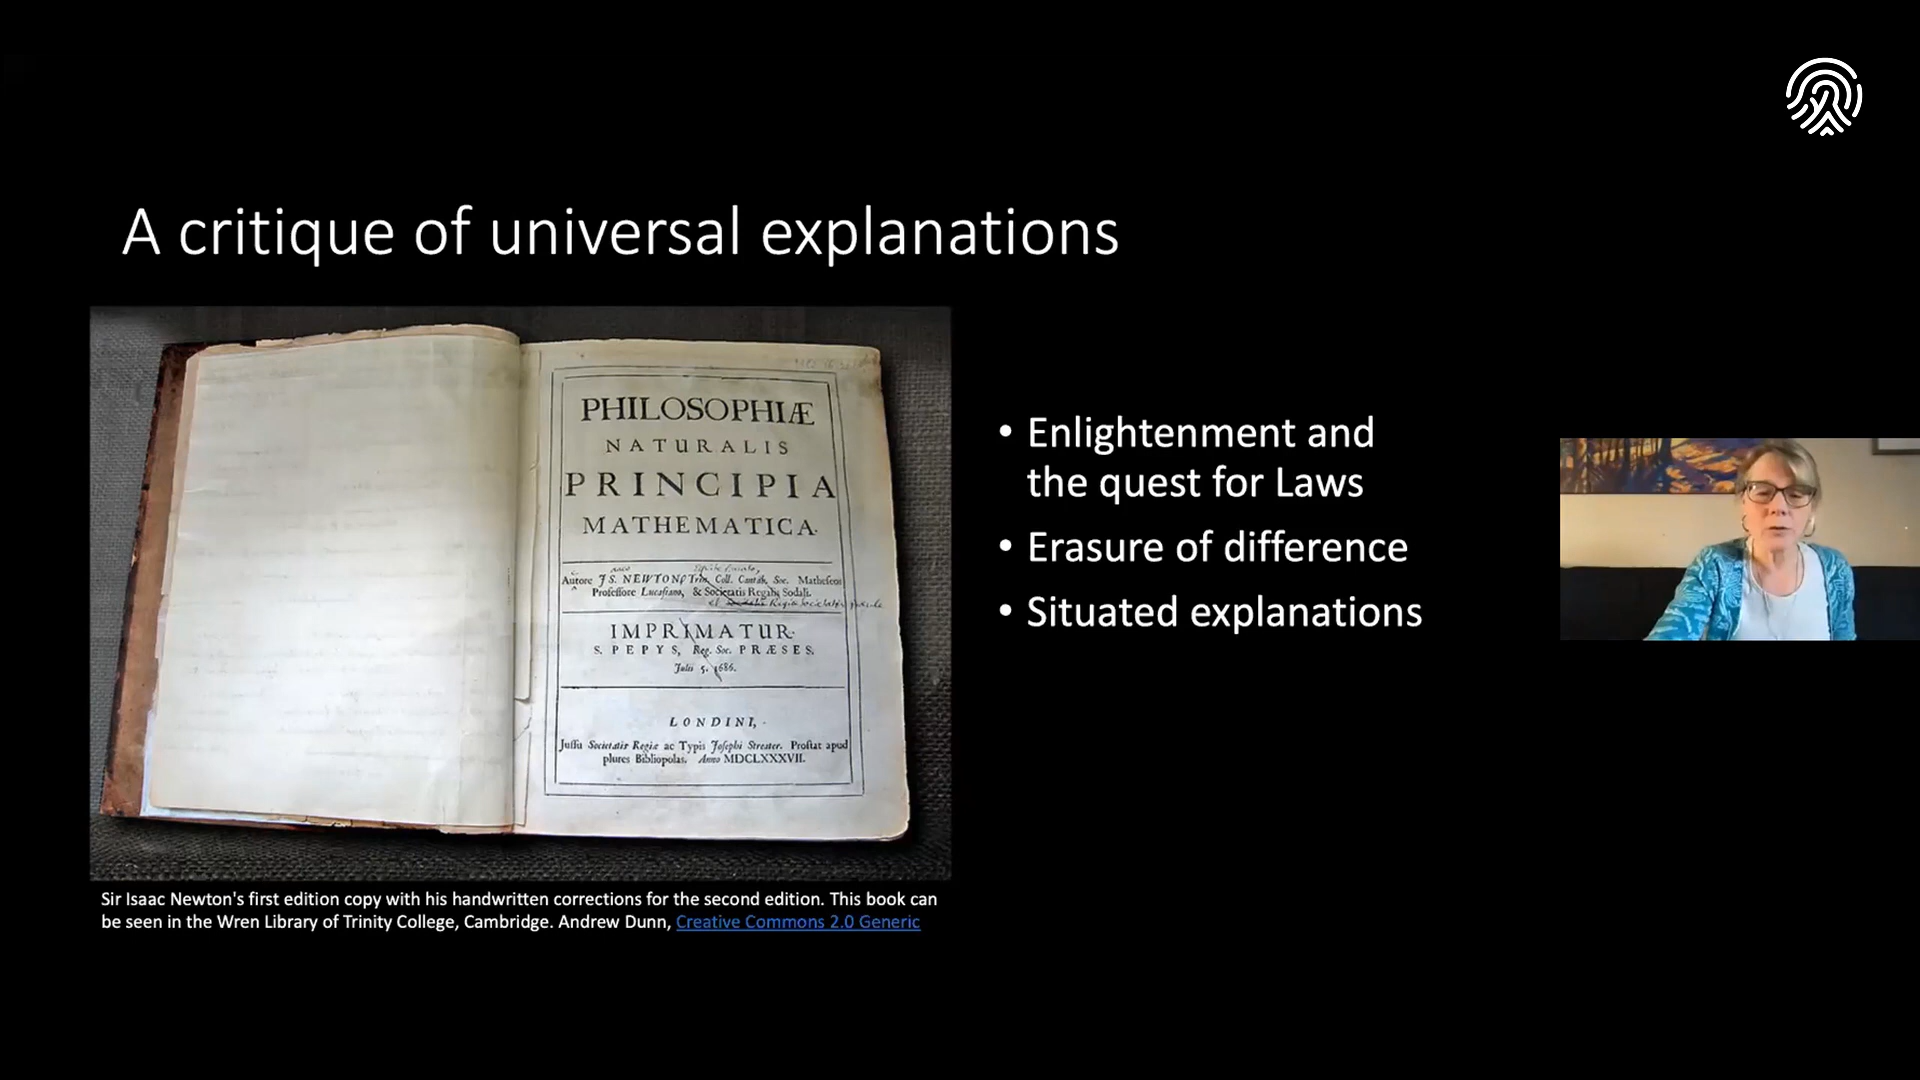 A critique of universal explanations
PHILOSOPHIÆ
NATURALIS
PRINCIPIA
MATHEMATICA.
Autore JS. NEWTON, Trin. Coll. Cantab. Soc. Matheseos
Professore Lucasiano, & Societatis Regalis Sodali.
IMPRIMATUR.
S. PEPYS, Reg. Soc. PRÆSES.
Julii 5. 1686.
LONDINI,
Jussu Societatis Regiæ ac Typis Josephi Streater. Prostat apud
plures Bibliopolas. Anno MDCLXXXVII.
Sir Isaac Newton's first edition copy with his handwritten corrections for the second edition. This book can
be seen in the Wren Library of Trinity College, Cambridge. Andrew Dunn, Creative Commons 2.0 Generic
• Enlightenment and
the quest for Laws
• Erasure of difference
• Situated explanations